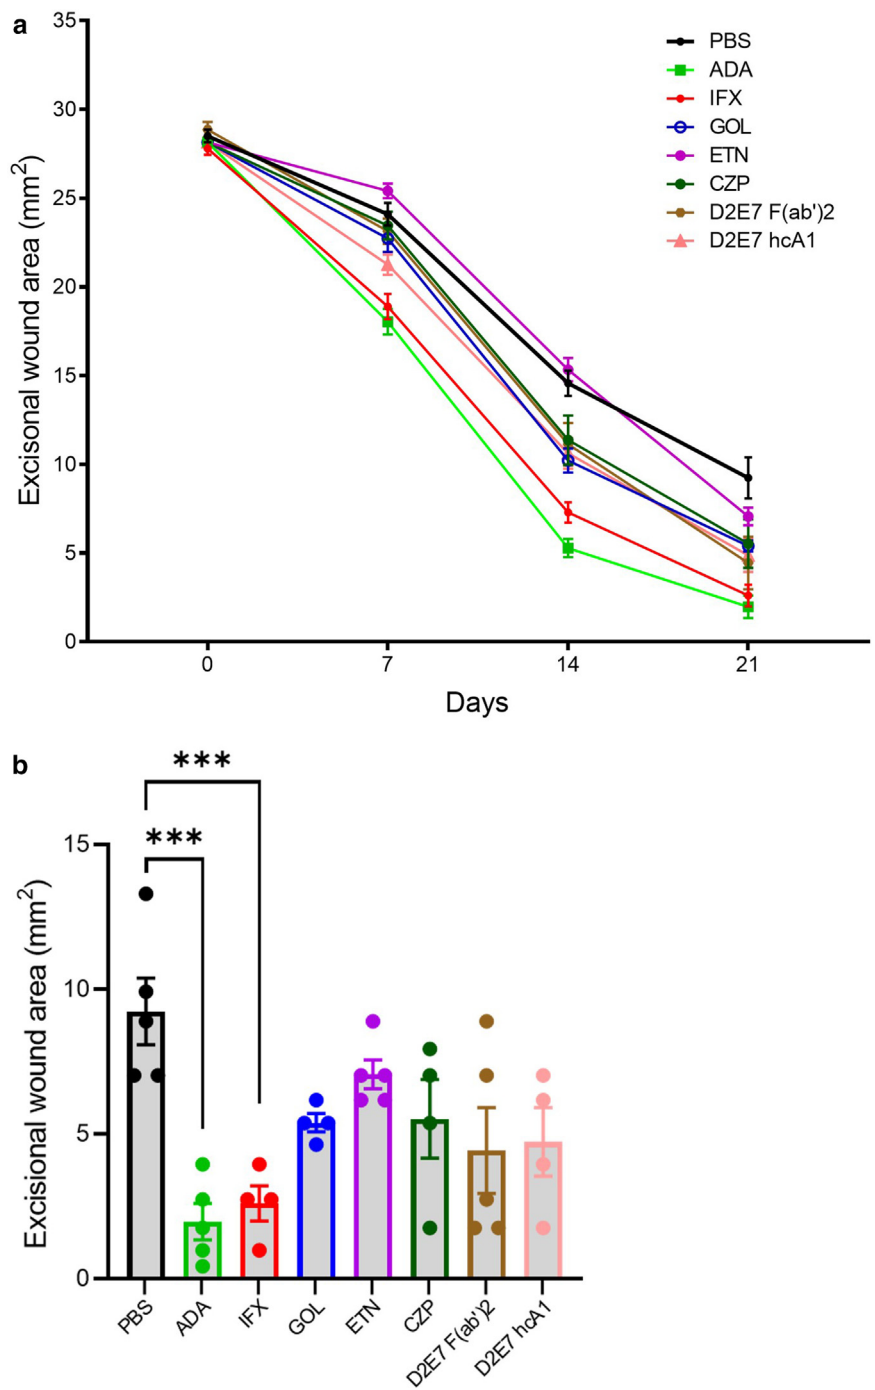 a
35
30
25
20
15
10
5
0
Excisonal wound area (mm2)
0 7 14 21
Days
PBS
ADA
IFX
GOL
ETN
CZP
D2E7 F(ab')2
D2E7 hcA1
b
***
***
15
10
5
0
Excisional wound area (mm2)
PBS
ADA
IFX
GOL
ETN
CZP
D2E7 F(ab')2
D2E7 hcA1